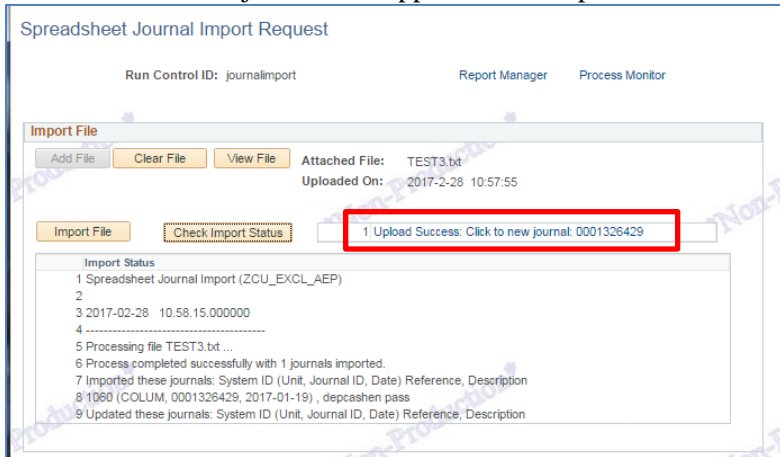 Spreadsheet Journal Import Request
Run Control ID: journalimport Report Manager Process Monitor
Import File
Add File Clear File View File Attached File: TEST3.txt
Uploaded On: 2017-2-28 10:57:55
Import File Check Import Status 1 Upload Success: Click to new journal: 0001326429
Import Status
1 Spreadsheet Journal Import (ZCU_EXCL_AEP)
2
3 2017-02-28 10.58.15.000000
4 ----------------------------------------
5 Processing file TEST3.txt ...
6 Process completed successfully with 1 journals imported.
7 Imported these journals: System ID (Unit, Journal ID, Date) Reference, Description
8 1060 (COLUM, 0001326429, 2017-01-19) , depcashen pass
9 Updated these journals: System ID (Unit, Journal ID, Date) Reference, Description